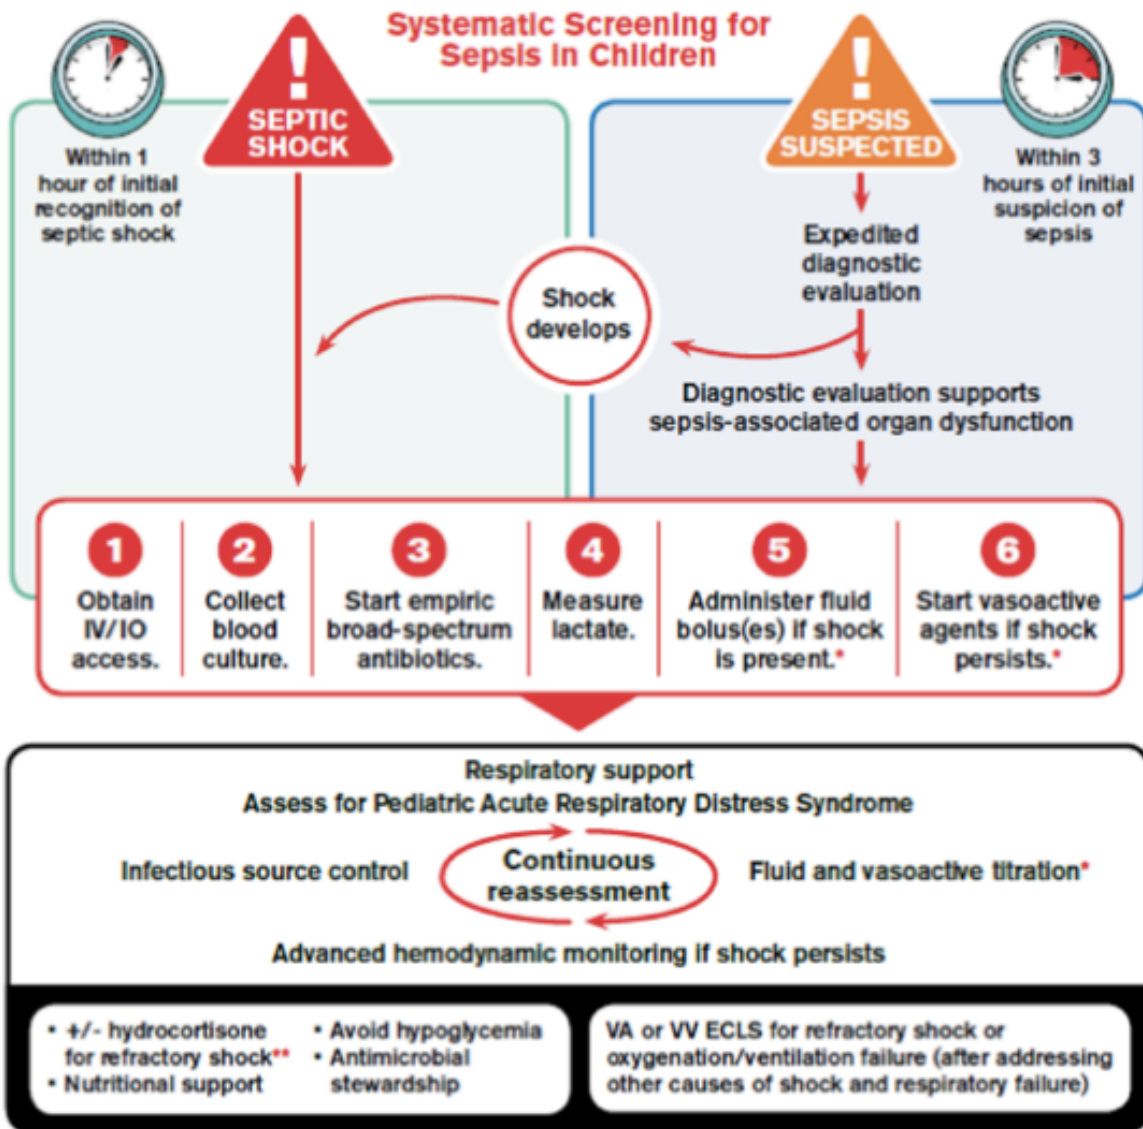 Systematic Screening for
Sepsis in Children
!
SEPTIC
SHOCK
!
SEPSIS
SUSPECTED
Within 1
hour of initial
recognition of
septic shock
Within 3
hours of initial
suspicion of
sepsis
Expedited
diagnostic
evaluation
Shock
develops
Diagnostic evaluation supports
sepsis-associated organ dysfunction
1
Obtain
IV/IO
access.
2
Collect
blood
culture.
3
Start empiric
broad-spectrum
antibiotics.
4
Measure
lactate.
5
Administer fluid
bolus(es) if shock
is present.*
6
Start vasoactive
agents if shock
persists.*
Respiratory support
Assess for Pediatric Acute Respiratory Distress Syndrome
Infectious source control
Continuous
reassessment
Fluid and vasoactive titration*
Advanced hemodynamic monitoring if shock persists
• +/- hydrocortisone
for refractory shock**
• Nutritional support
• Avoid hypoglycemia
• Antimicrobial
stewardship
VA or VV ECLS for refractory shock or
oxygenation/ventilation failure (after addressing
other causes of shock and respiratory failure)